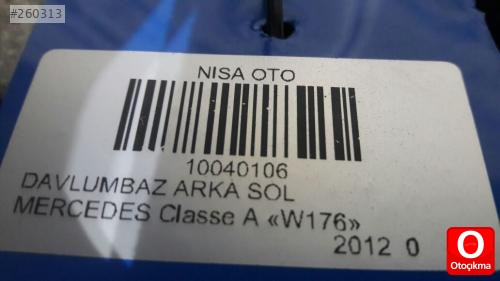 #260313
NISA OTO
10040106
DAVLUMBAZ ARKA SOL
MERCEDES Classe A «W176»
2012 0
O
Otoçıkma